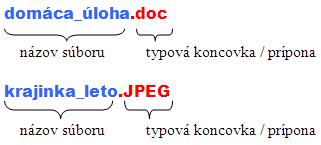 domáca_úloha.doc
názov súboru typová koncovka / prípona
krajinka_leto.JPEG
názov súboru typová koncovka / prípona